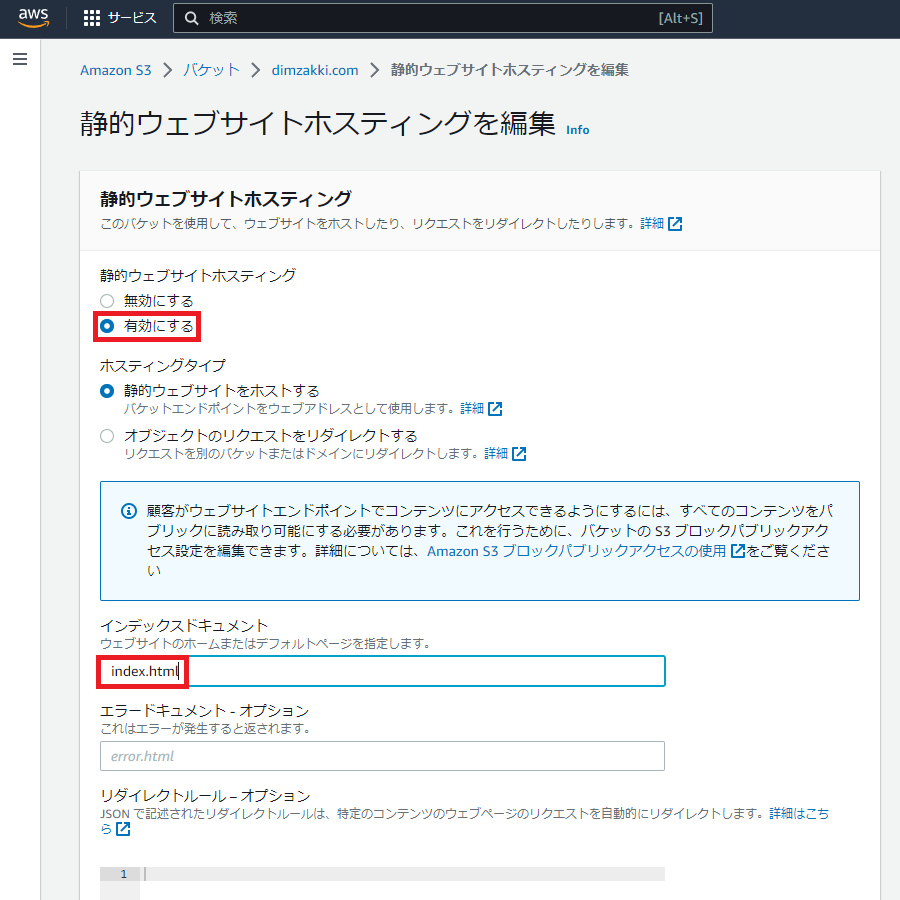 aws サービス 検索 [Alt+S]
Amazon S3 > バケット > dimzakki.com > 静的ウェブサイトホスティングを編集
静的ウェブサイトホスティングを編集 Info
静的ウェブサイトホスティング
このバケットを使用して、ウェブサイトをホストしたり、リクエストをリダイレクトしたりします。詳細
静的ウェブサイトホスティング
無効にする
有効にする
ホスティングタイプ
静的ウェブサイトをホストする
バケットエンドポイントをウェブアドレスとして使用します。詳細
オブジェクトのリクエストをリダイレクトする
リクエストを別のバケットまたはドメインにリダイレクトします。詳細
顧客がウェブサイトエンドポイントでコンテンツにアクセスできるようにするには、すべてのコンテンツをパ
ブリックに読み取り可能にする必要があります。これを行うために、バケットの S3 ブロックパブリックアク
セス設定を編集できます。詳細については、Amazon S3 ブロックパブリックアクセスの使用 をご覧くださ
い
インデックスドキュメント
ウェブサイトのホームまたはデフォルトページを指定します。
index.html
エラードキュメント - オプション
これはエラーが発生すると返されます。
error.html
リダイレクトルール – オプション
JSON で記述されたリダイレクトルールは、特定のコンテンツのウェブページのリクエストを自動的にリダイレクトします。詳細はこち
ら
1